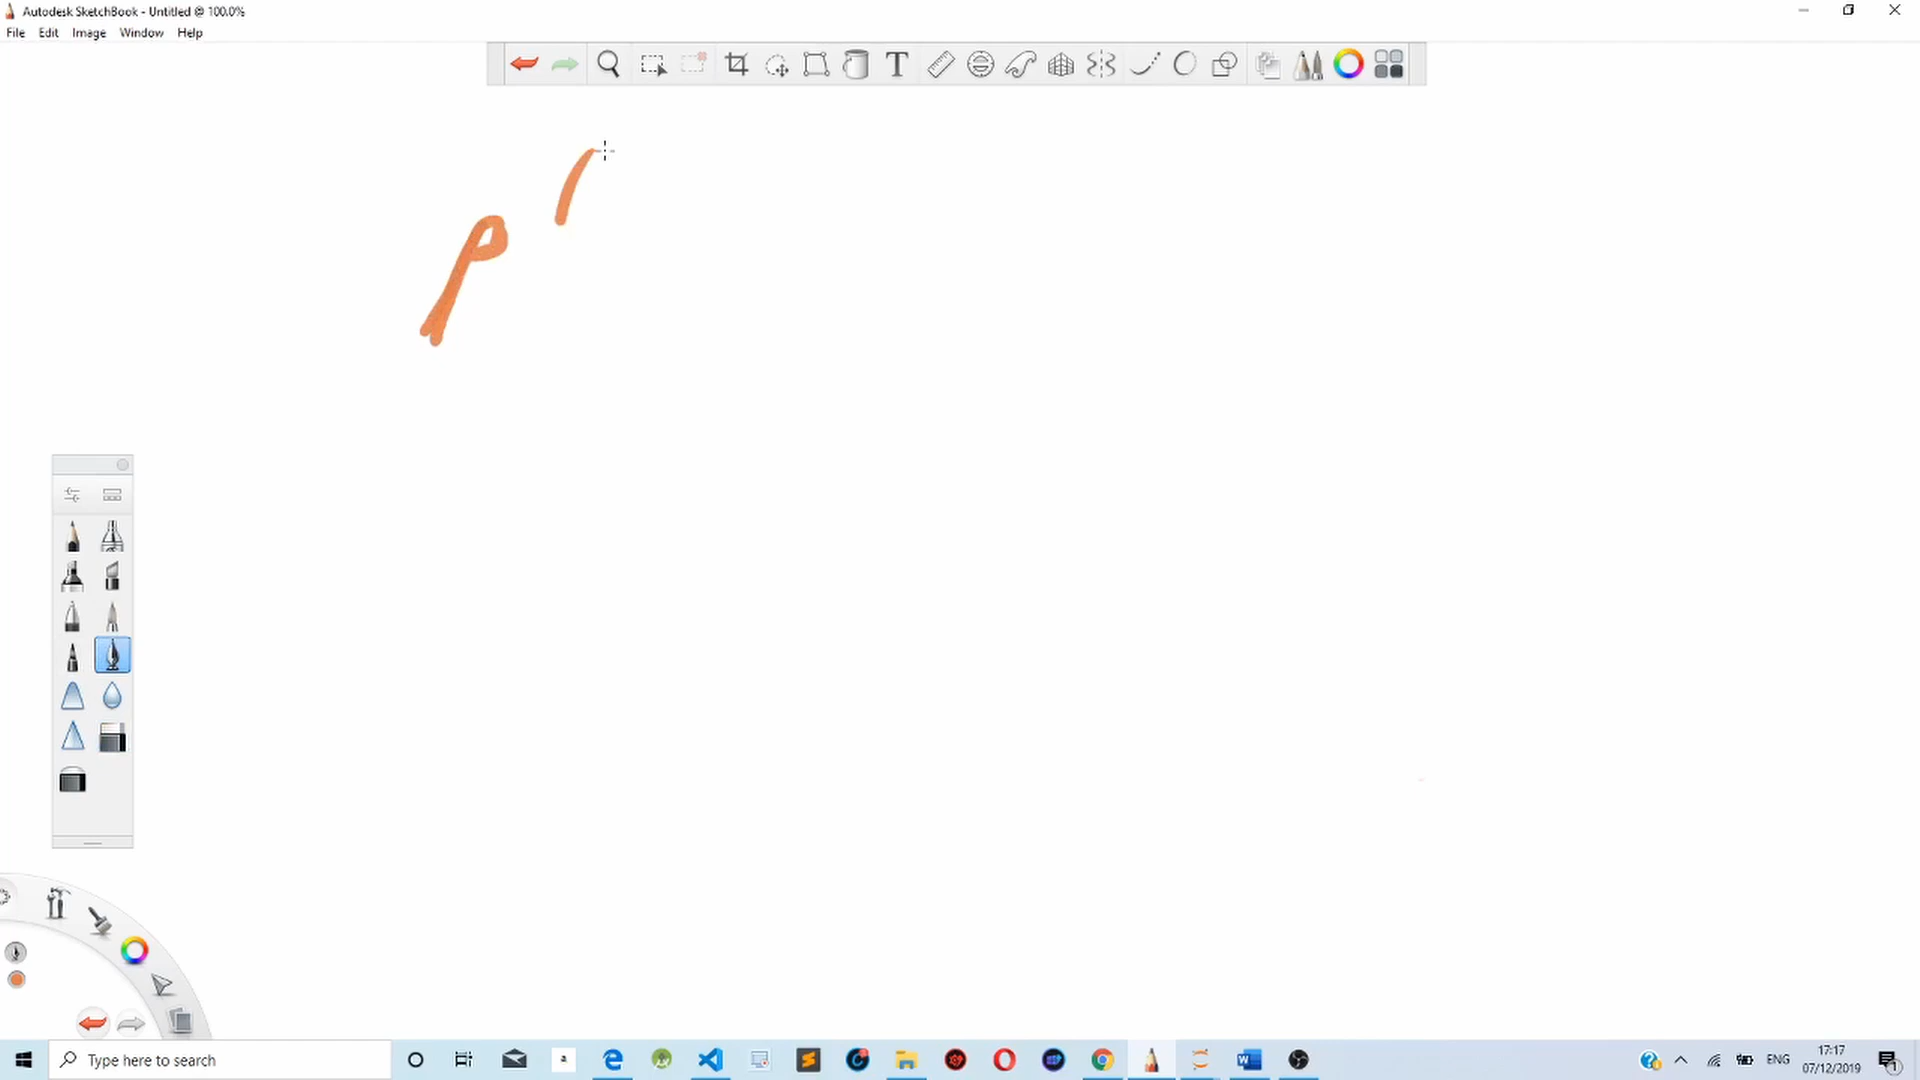 Autodesk SketchBook - Untitled @ 100.0%
File Edit Image Window Help
T
P
Type here to search
a
W
ENG
17:17
07/12/2019
1